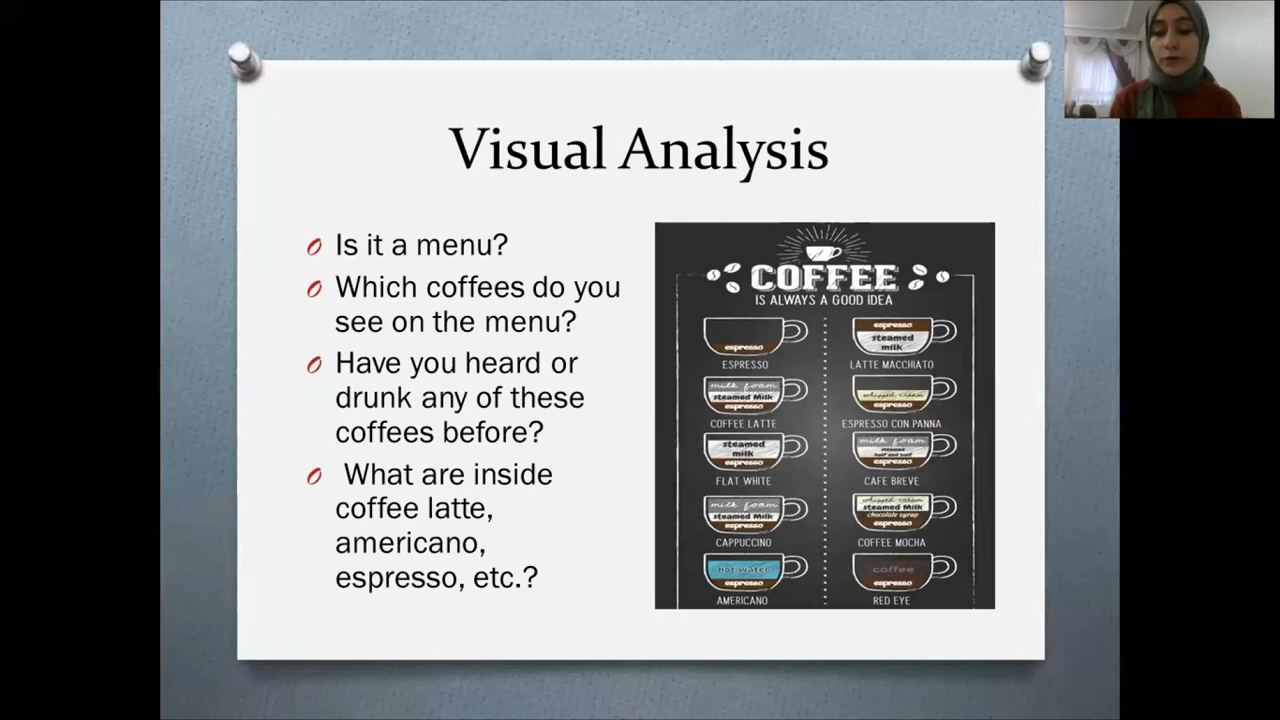 Visual Analysis
Is it a menu?
Which coffees do you
see on the menu?
Have you heard or
drunk any of these
coffees before?
What are inside
coffee latte,
americano,
espresso, etc.?
COFFEE
IS ALWAYS A GOOD IDEA
espresso
ESPRESSO
milk foam
steamed Milk
espresso
COFFEE LATTE
steamed
milk
espresso
FLAT WHITE
milk foam
steamed Milk
espresso
CAPPUCCINO
hot water
espresso
AMERICANO
espresso
steamed
milk
LATTE MACCHIATO
whipped cream
espresso
ESPRESSO CON PANNA
milk foam
steamed
half and half
espresso
CAFE BREVE
whipped cream
steamed Milk
chocolate syrup
espresso
COFFEE MOCHA
coffee
espresso
RED EYE